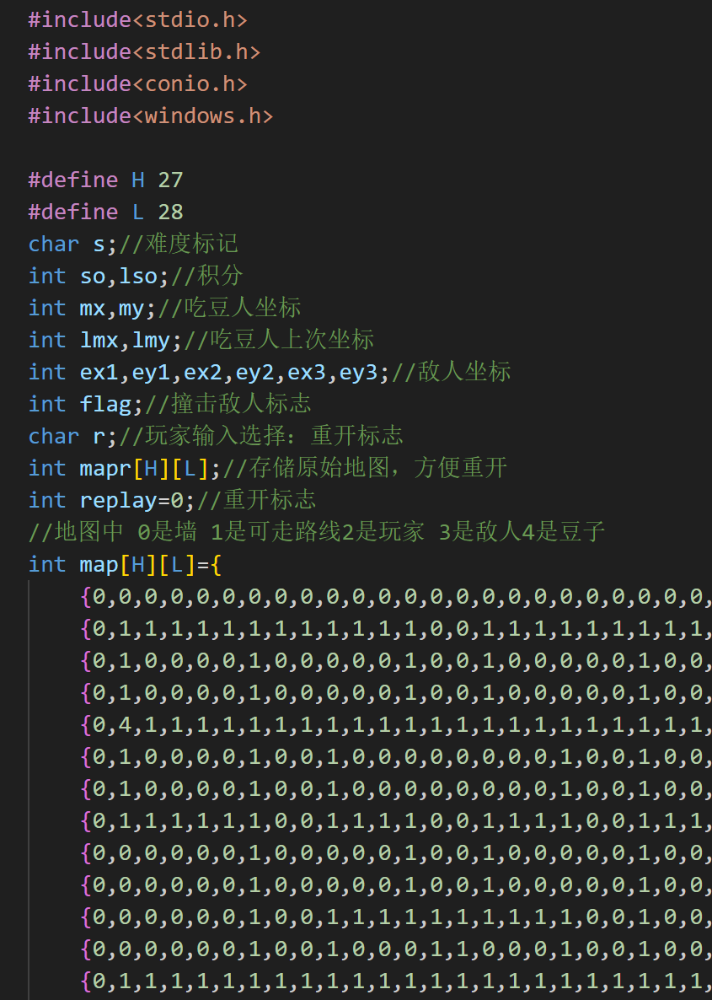 #include<stdio.h>
#include<stdlib.h>
#include<conio.h>
#include<windows.h>
#define H 27
#define L 28
char s;//难度标记
int so,lso;//积分
int mx,my;//吃豆人坐标
int lmx,lmy;//吃豆人上次坐标
int ex1,ey1,ex2,ey2,ex3,ey3;//敌人坐标
int flag;//撞击敌人标志
char r;//玩家输入选择：重开标志
int mapr[H][L];//存储原始地图，方便重开
int replay=0;//重开标志
//地图中 0是墙 1是可走路线2是玩家 3是敌人4是豆子
int map[H][L]={
{0,0,0,0,0,0,0,0,0,0,0,0,0,0,0,0,0,0,0,0,0,0,0,0,
{0,1,1,1,1,1,1,1,1,1,1,1,1,0,0,1,1,1,1,1,1,1,1,1,
{0,1,0,0,0,0,1,0,0,0,0,0,1,0,0,1,0,0,0,0,0,1,0,0,
{0,1,0,0,0,0,1,0,0,0,0,0,1,0,0,1,0,0,0,0,0,1,0,0,
{0,4,1,1,1,1,1,1,1,1,1,1,1,1,1,1,1,1,1,1,1,1,1,1,
{0,1,0,0,0,0,1,0,0,1,0,0,0,0,0,0,0,0,1,0,0,1,0,0,
{0,1,0,0,0,0,1,0,0,1,0,0,0,0,0,0,0,0,1,0,0,1,0,0,
{0,1,1,1,1,1,1,0,0,1,1,1,1,0,0,1,1,1,1,0,0,1,1,1,
{0,0,0,0,0,0,1,0,0,0,0,0,1,0,0,1,0,0,0,0,0,1,0,0,
{0,0,0,0,0,0,1,0,0,0,0,0,1,0,0,1,0,0,0,0,0,1,0,0,
{0,0,0,0,0,0,1,0,0,1,1,1,1,1,1,1,1,1,1,0,0,1,0,0,
{0,0,0,0,0,0,1,0,0,1,0,0,0,1,1,0,0,0,1,0,0,1,0,0,
{0,1,1,1,1,1,1,1,1,1,1,1,1,1,1,1,1,1,1,1,1,1,1,1,